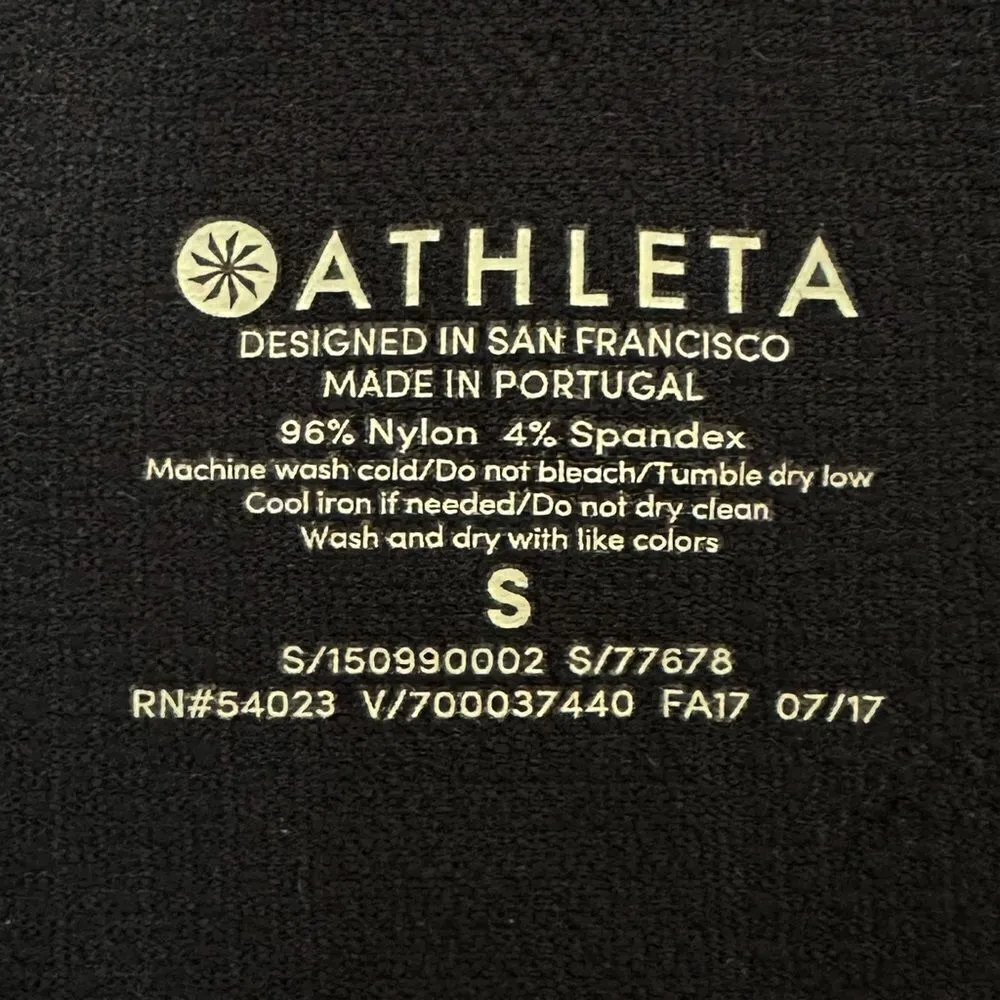 ATHLETA
DESIGNED IN SAN FRANCISCO
MADE IN PORTUGAL
96% Nylon 4% Spandex
Machine wash cold/Do not bleach/Tumble dry low
Cool iron if needed/Do not dry clean
Wash and dry with like colors
S
S/150990002 S/77678
RN#54023 V/700037440 FA17 07/17